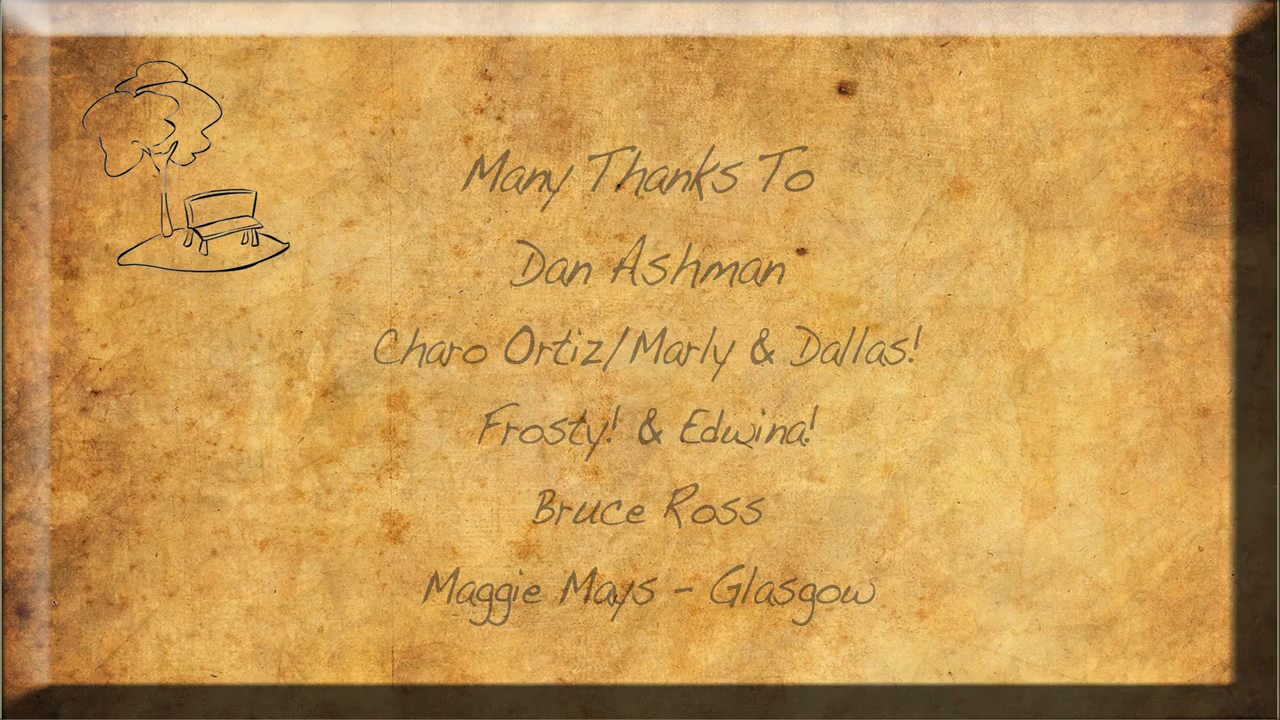 Many Thanks To
Dan Ashman
Charo Ortiz/Marly & Dallas!
Frosty! & Edwina!
Bruce Ross
Maggie Mays - Glasgow